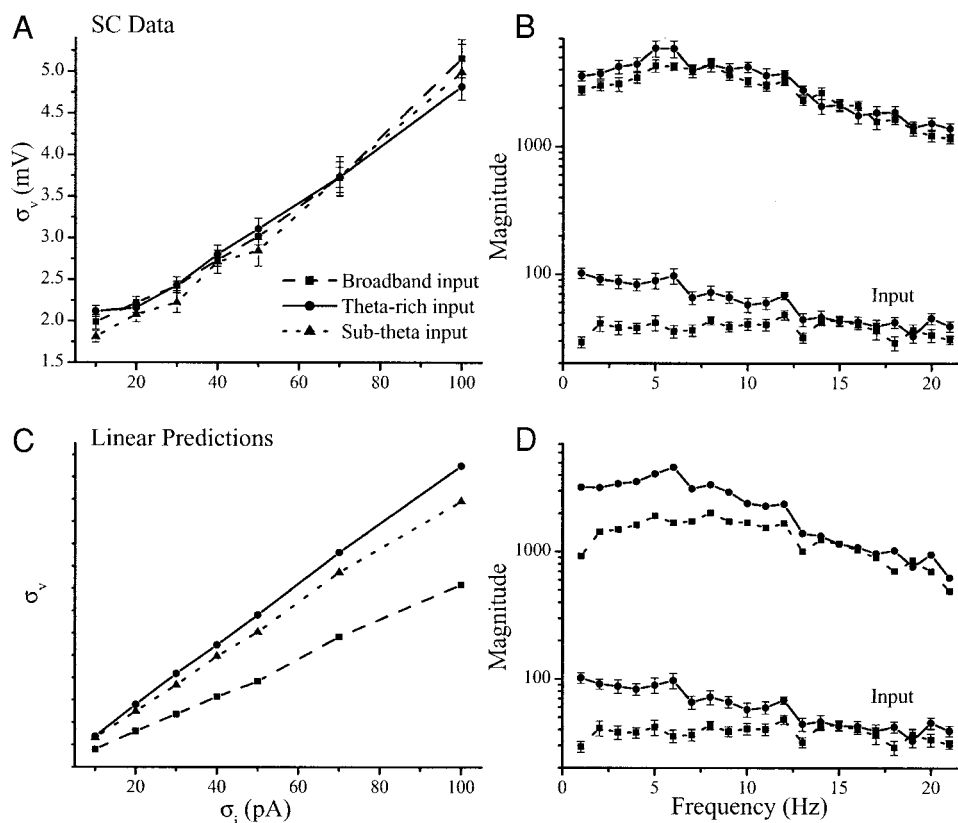 A
SC Data
5.0
4.5
4.0
3.5
3.0
2.5
2.0
1.5
σv (mV)
Broadband input
Theta-rich input
Sub-theta input
0
20
40
60
80
100
B
1000
100
Magnitude
Input
0
5
10
15
20
C
Linear Predictions
σv
0
20
40
60
80
100
σi (pA)
D
1000
100
Magnitude
Input
0
5
10
15
20
Frequency (Hz)